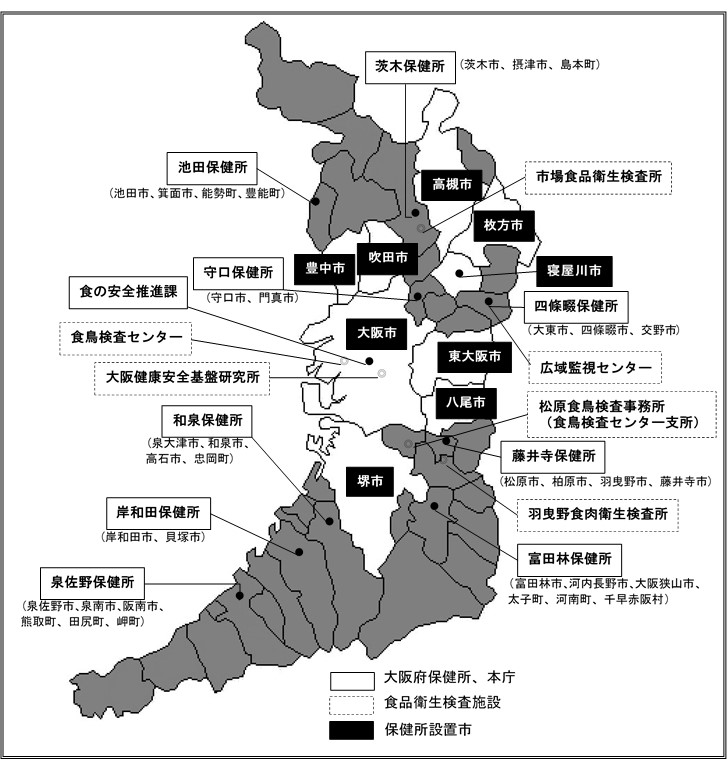 茨木保健所
（茨木市、摂津市、島本町）
池田保健所
（池田市、箕面市、能勢町、豊能町）
高槻市
市場食品衛生検査所
枚方市
吹田市
豊中市
守口保健所
（守口市、門真市）
寝屋川市
食の安全推進課
四條畷保健所
（大東市、四條畷市、交野市）
大阪市
食鳥検査センター
東大阪市
広域監視センター
大阪健康安全基盤研究所
八尾市
松原食鳥検査事務所
（食鳥検査センター支所）
和泉保健所
（泉大津市、和泉市、
高石市、忠岡町）
藤井寺保健所
（松原市、柏原市、羽曳野市、藤井寺市）
堺市
岸和田保健所
（岸和田市、貝塚市）
羽曳野食肉衛生検査所
富田林保健所
（富田林市、河内長野市、大阪狭山市、
太子町、河南町、千早赤阪村）
泉佐野保健所
（泉佐野市、泉南市、阪南市、
熊取町、田尻町、岬町）
大阪府保健所、本庁
食品衛生検査施設
保健所設置市